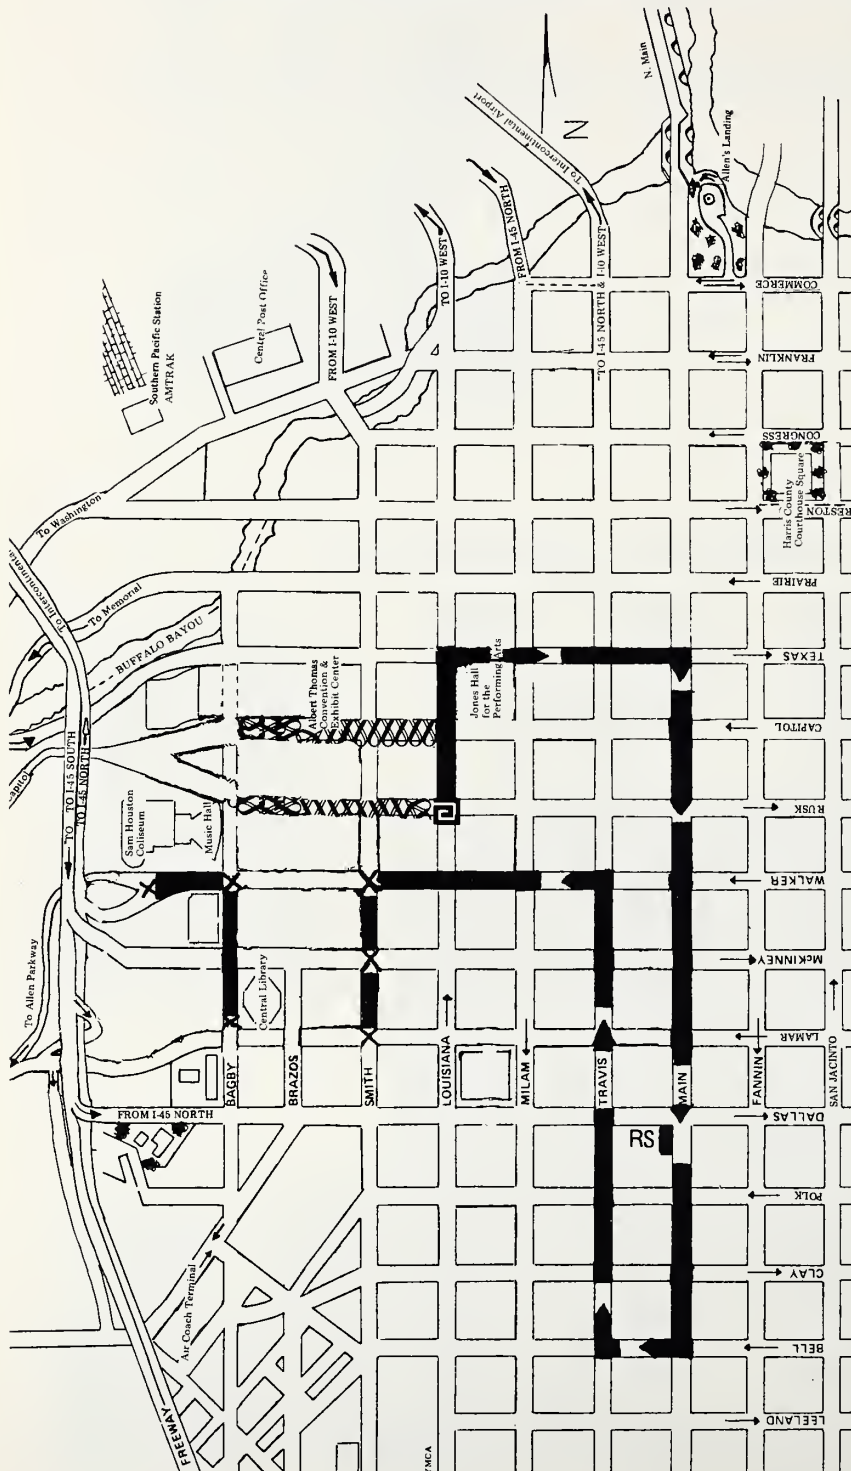 N. Main
To Intercontinental Airport
N
Allen's Landing
FROM I-45 NORTH
TO I-10 WEST
TO I-45 NORTH & I-10 WEST
COMMERCE
Southern Pacific Station
AMTRAK
Central Post Office
FROM I-10 WEST
FRANKLIN
CONGRESS
Harris County
Courthouse Square
RESTON
To Washington
To Intercontinental
To Memorial
BUFFALO BAYOU
PRAIRIE
TEXAS
Albert Thomas
Convention &
Exhibit Center
Jones Hall
for the
Performing Arts
CAPITOL
Capitol
TO I-45 SOUTH
TO I-45 NORTH
TO
Sam Houston
Coliseum
Music Hall
RUSK
WALKER
To Allen Parkway
Central Library
McKINNEY
BAGBY
BRAZOS
SMITH
LOUISIANA
MILAM
TRAVIS
MAIN
FANNIN
SAN JACINTO
LAMAR
FROM I-45 NORTH
DALLAS
RS
POLK
Air Coach Terminal
CLAY
BELL
FREEWAY
YMCA
LEELAND